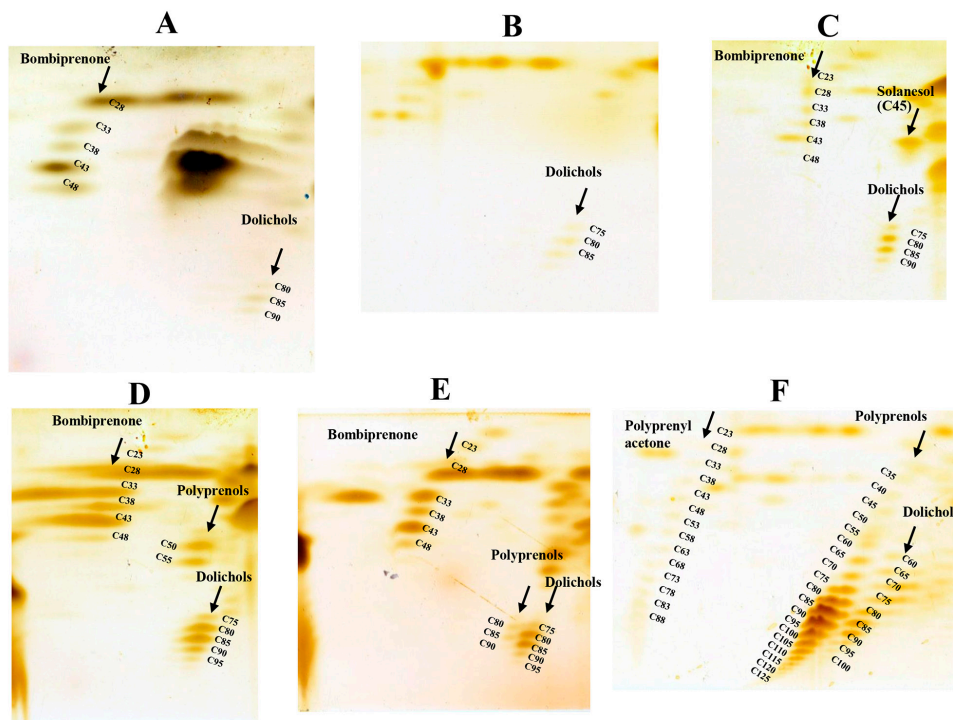 A
Bombiprenone
C28
C33
C38
C43
C48
Dolichols
C80
C85
C90
B
Dolichols
C75
C80
C85
C
Bombiprenone
C23
C28
C33
C38
C43
C48
Solanesol
(C45)
Dolichols
C75
C80
C85
C90
D
Bombiprenone
C23
C28
C33
C38
C43
C48
Polyprenols
C50
C55
Dolichols
C75
C80
C85
C90
C95
E
Bombiprenone
C28
C33
C38
C43
C48
Polyprenols
C80
C85
C90
Dolichols
C75
C80
C85
C90
C95
F
Polyprenyl
acetone
C23
C28
C33
C38
C43
C48
C53
C58
C63
C68
C73
C78
C83
C88
Polyprenols
C35
C40
C45
C50
C55
C60
C65
C70
C75
C80
C85
C90
C95
C100
C105
C110
C115
C120
C125
Dolichol
C60
C65
C70
C75
C80
C85
C90
C95
C100